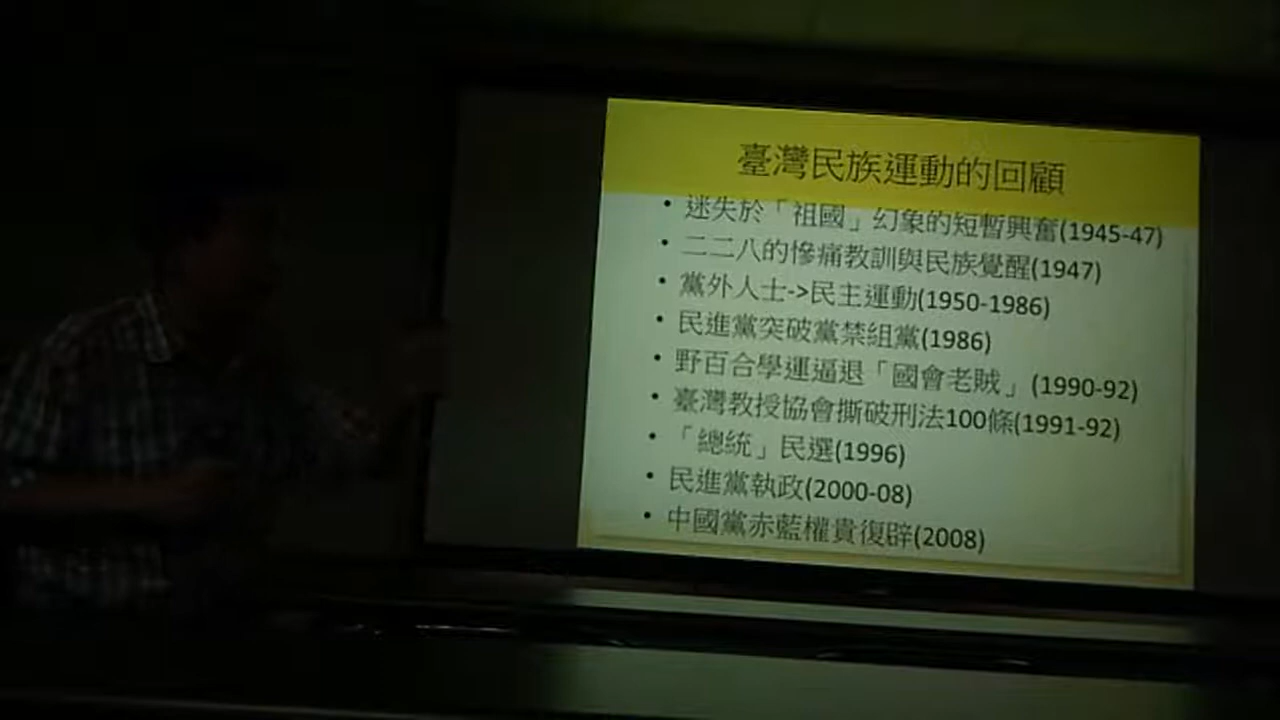 臺灣民族運動的回顧
• 迷失於「祖國」幻象的短暫興奮(1945-47)
• 二二八的慘痛教訓與民族覺醒(1947)
• 黨外人士->民主運動(1950-1986)
• 民進黨突破黨禁組黨(1986)
• 野百合學運逼退「國會老賊」(1990-92)
• 臺灣教授協會撕破刑法100條(1991-92)
• 「總統」民選(1996)
• 民進黨執政(2000-08)
• 中國黨赤藍權貴復辟(2008)